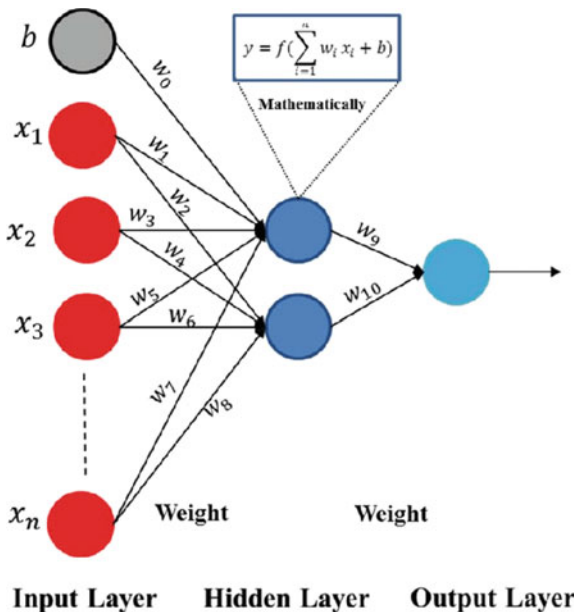 b
w₀
y = f(∑ⁿᵢ₌₁ wᵢ xᵢ + b)
Mathematically
x₁
w₁
w₂
x₂
w₃
w₄
w₉
x₃
w₅
w₆
w₁₀
w₇
w₈
xₙ
Weight Weight
Input Layer Hidden Layer Output Layer